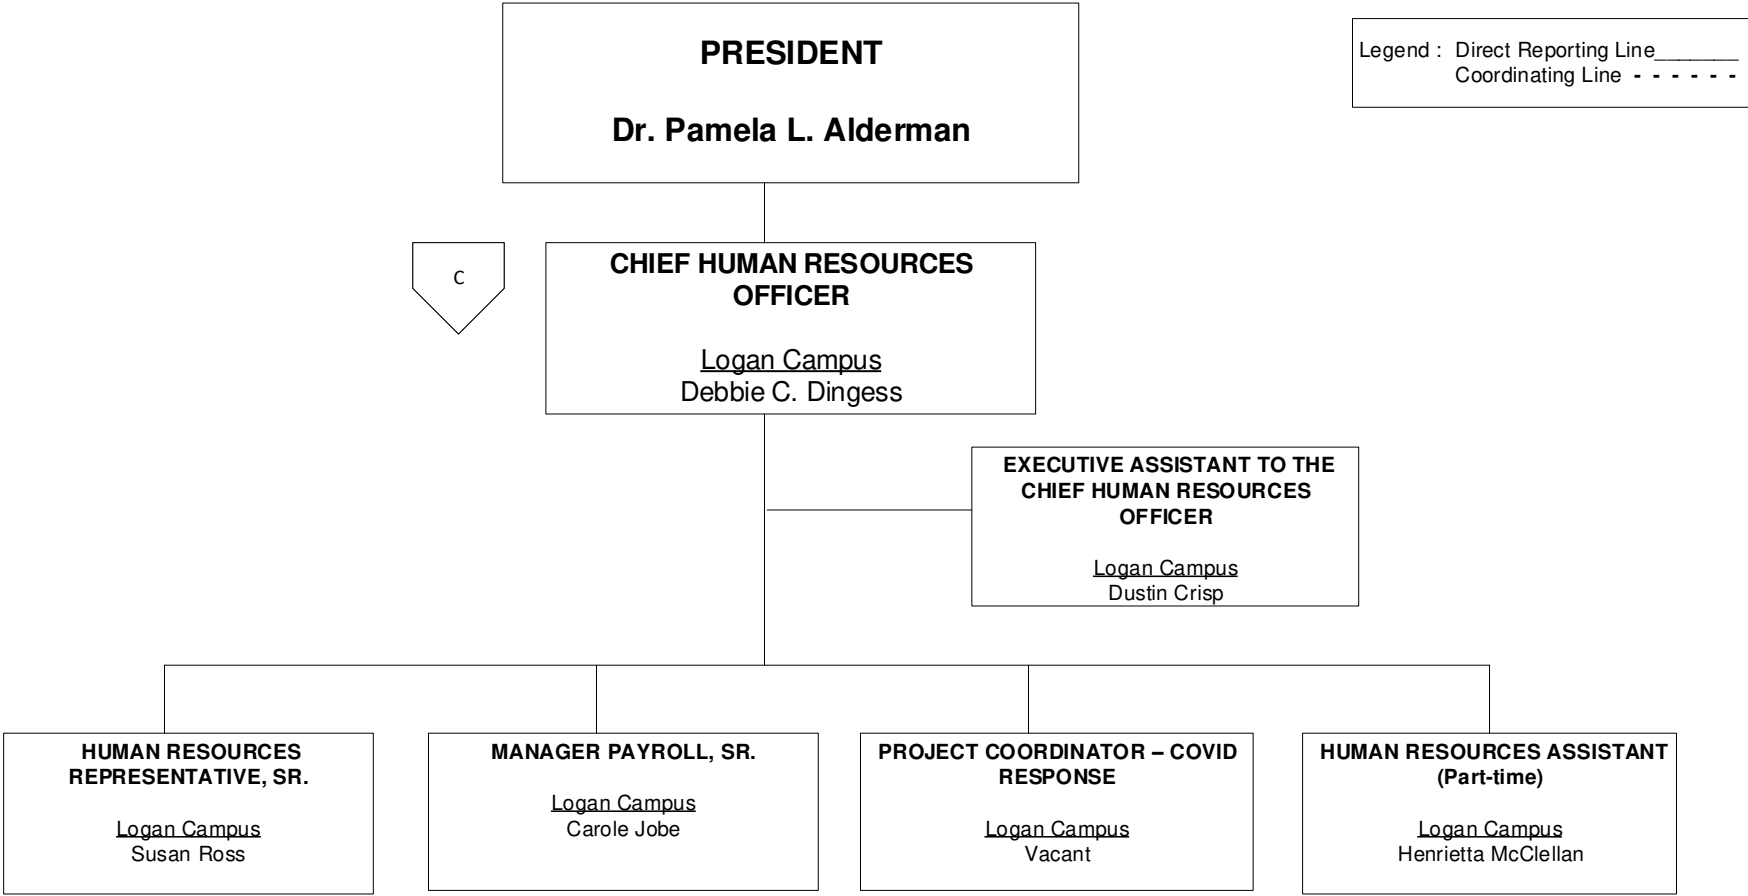 PRESIDENT
Dr. Pamela L. Alderman
Legend : Direct Reporting Line_______
Coordinating Line - - - - - -
C
CHIEF HUMAN RESOURCES
OFFICER
Logan Campus
Debbie C. Dingess
EXECUTIVE ASSISTANT TO THE
CHIEF HUMAN RESOURCES
OFFICER
Logan Campus
Dustin Crisp
HUMAN RESOURCES
REPRESENTATIVE, SR.
Logan Campus
Susan Ross
MANAGER PAYROLL, SR.
Logan Campus
Carole Jobe
PROJECT COORDINATOR – COVID
RESPONSE
Logan Campus
Vacant
HUMAN RESOURCES ASSISTANT
(Part-time)
Logan Campus
Henrietta McClellan